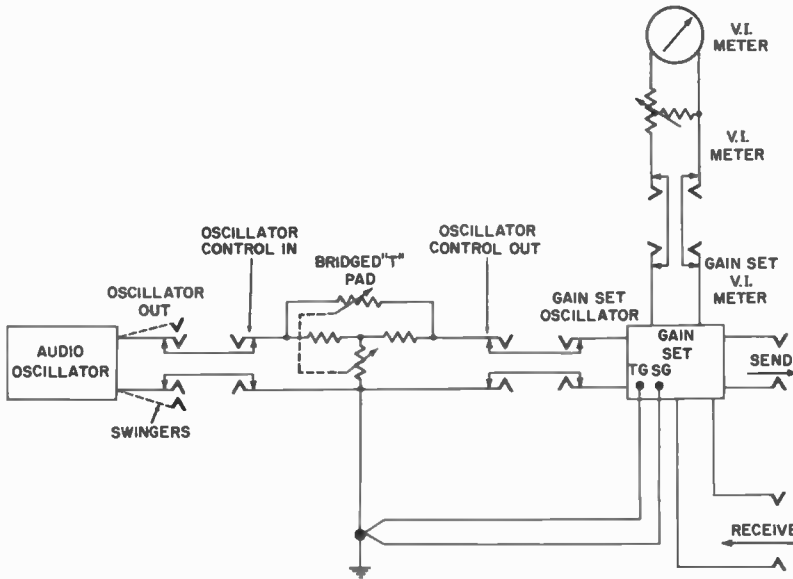 V.I.
METER
V.I.
METER
OSCILLATOR
CONTROL IN
BRIDGED "T"
PAD
OSCILLATOR
CONTROL OUT
GAIN SET
V.I.
METER
OSCILLATOR
OUT
GAIN SET
OSCILLATOR
AUDIO
OSCILLATOR
GAIN
SET
TG SG
SEND
SWINGERS
RECEIVE